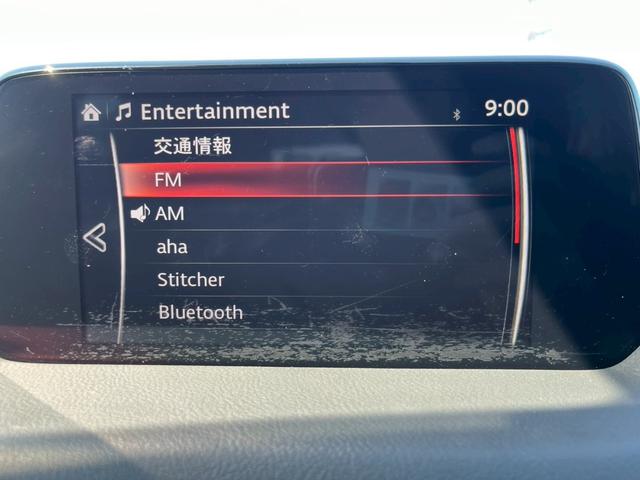 Entertainment 9:00
交通情報
FM
AM
aha
Stitcher
Bluetooth